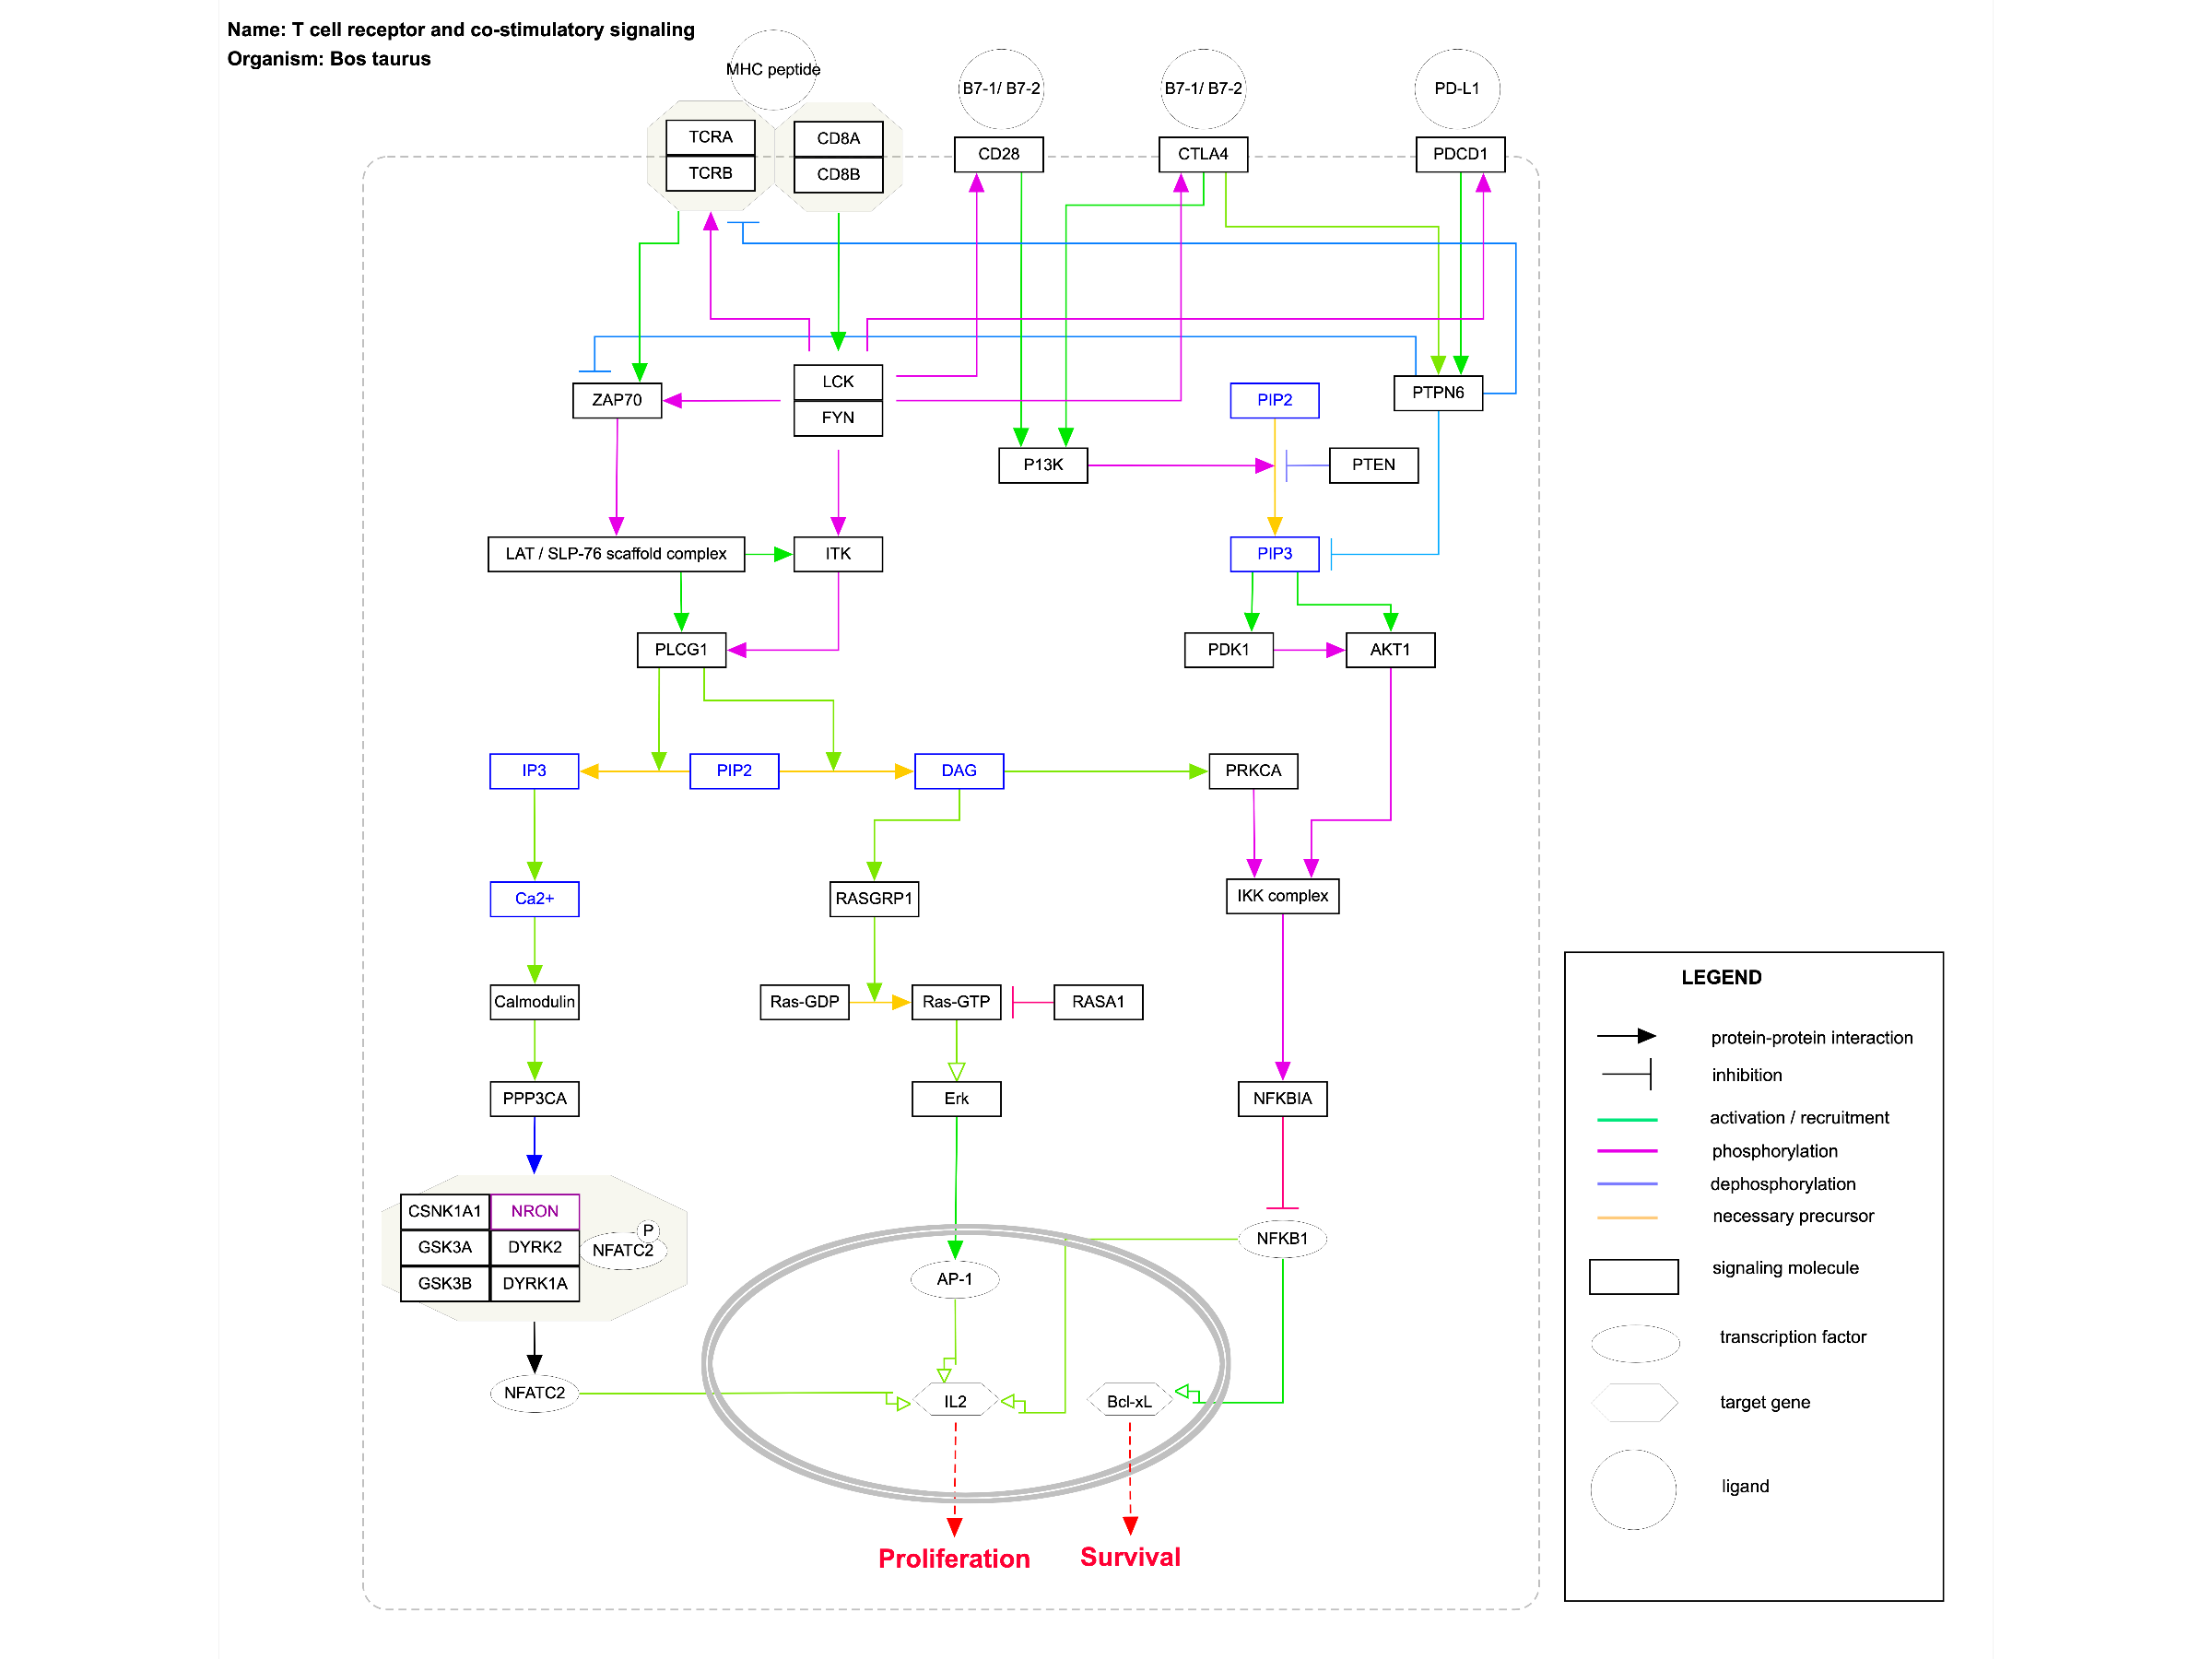 Name: T cell receptor and co-stimulatory signaling
Organism: Bos taurus
MHC peptide
B7-1/ B7-2
B7-1/ B7-2
PD-L1
TCRA
CD8A
CD28
CTLA4
PDCD1
TCRB
CD8B
LCK
ZAP70
FYN
PIP2
PTPN6
P13K
PTEN
LAT / SLP-76 scaffold complex
ITK
PIP3
PLCG1
PDK1
AKT1
IP3
PIP2
DAG
PRKCA
Ca2+
RASGRP1
IKK complex
Calmodulin
Ras-GDP
Ras-GTP
RASA1
PPP3CA
Erk
NFKBIA
CSNK1A1
NRON
P
GSK3A
DYRK2
NFATC2
GSK3B
DYRK1A
NFKB1
AP-1
NFATC2
IL2
Bcl-xL
Proliferation
Survival
LEGEND
protein-protein interaction
inhibition
activation / recruitment
phosphorylation
dephosphorylation
necessary precursor
signaling molecule
transcription factor
target gene
ligand